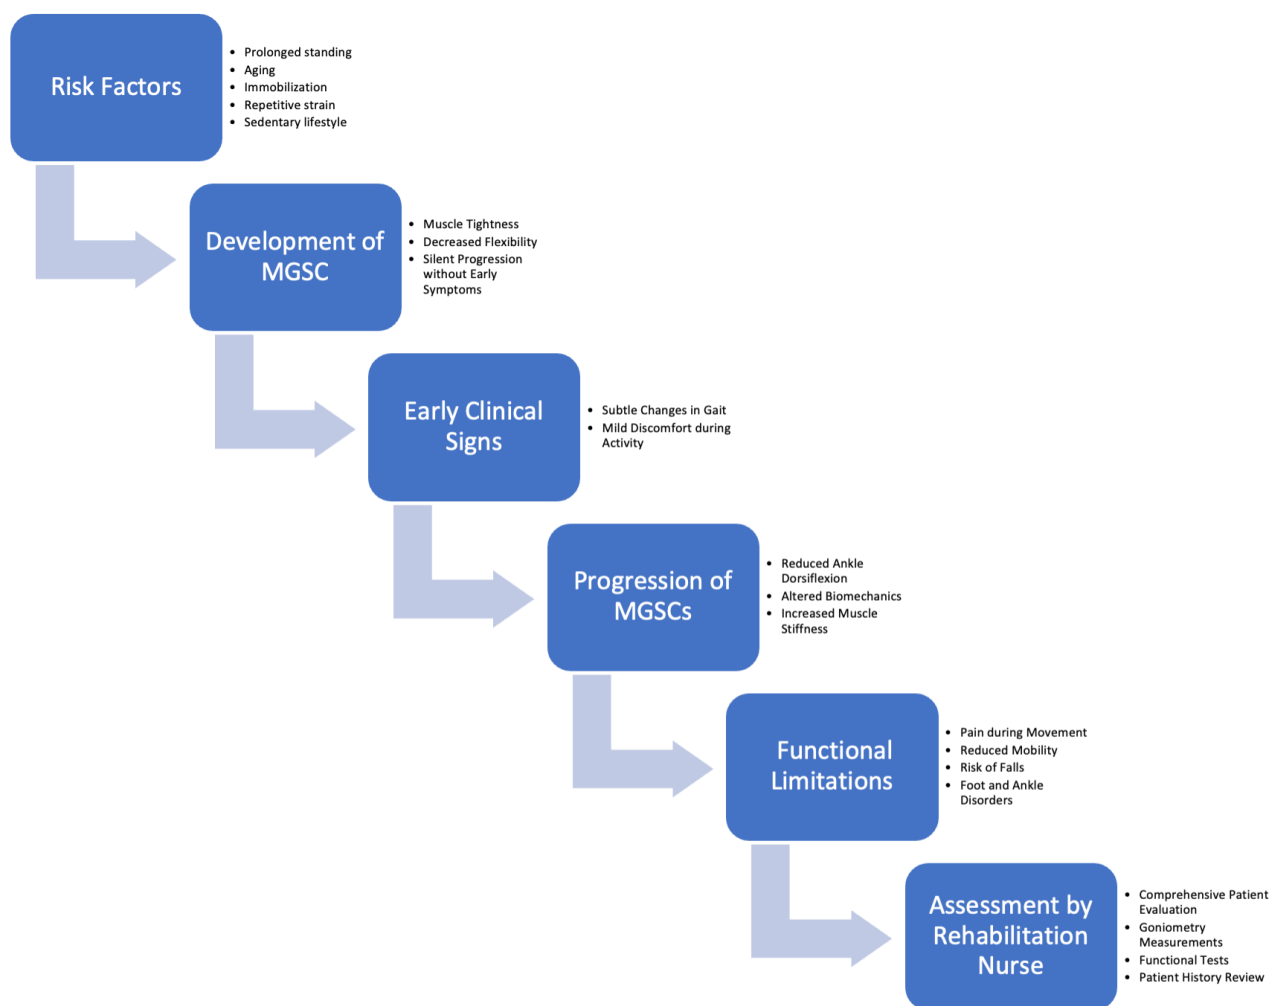 Risk Factors
• Prolonged standing
• Aging
• Immobilization
• Repetitive strain
• Sedentary lifestyle
Development of
MGSC
• Muscle Tightness
• Decreased Flexibility
• Silent Progression
without Early
Symptoms
Early Clinical
Signs
• Subtle Changes in Gait
• Mild Discomfort during
Activity
Progression of
MGSCs
• Reduced Ankle
Dorsiflexion
• Altered Biomechanics
• Increased Muscle
Stiffness
Functional
Limitations
• Pain during Movement
• Reduced Mobility
• Risk of Falls
• Foot and Ankle
Disorders
Assessment by
Rehabilitation
Nurse
• Comprehensive Patient
Evaluation
• Goniometry
Measurements
• Functional Tests
• Patient History Review